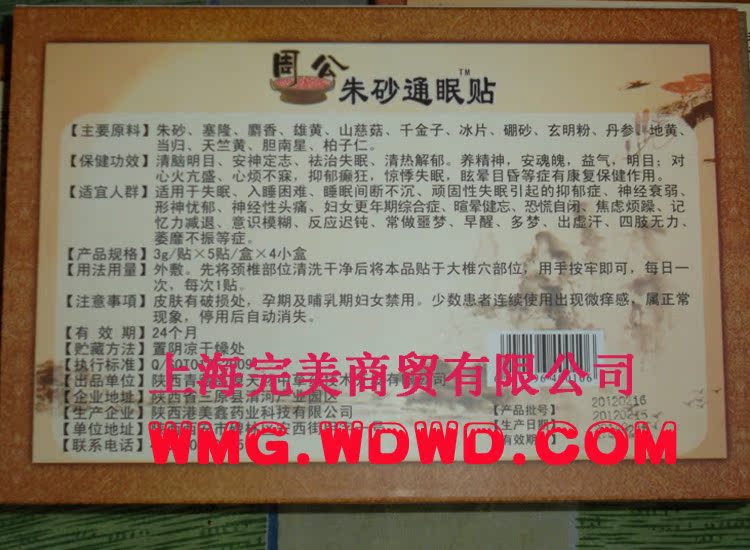 周公朱砂通眠贴™
【主要原料】朱砂、塞隆、麝香、雄黄、山慈菇、千金子、冰片、硼砂、玄明粉、丹参、地黄、
当归、天竺黄、胆南星、柏子仁。
【保健功效】清脑明目、安神定志、祛治失眠、清热解郁。养精神，安魂魄，益气，明目；对
心火亢盛、心烦不寐，抑郁癫狂，惊悸失眠，眩晕目昏等症有康复保健作用。
【适宜人群】适用于失眠、入睡困难、睡眠间断不沉、顽固性失眠引起的抑郁症、神经衰弱、
形神忧郁、神经性头痛、妇女更年期综合症、暄晕健忘、恐慌自闭、焦虑烦躁、记
忆力减退、意识模糊、反应迟钝、常做噩梦、早醒、多梦、出虚汗、四肢无力、
萎靡不振等症。
【产品规格】3g/贴×5贴/盒×4小盒
【用法用量】外敷。先将颈椎部位清洗干净后将本品贴于大椎穴部位，用手按牢即可，每日一
次，每次1贴。
【注意事項】皮肤有破损处，孕期及哺乳期妇女禁用。少数患者连续使用出现微痒感，属正常
现象，停用后自动消失。
【有 效 期】24个月
【贮藏方法】置阴凉干燥处
【执行标准】
【出品单位】陕西
【企业地址】陕西省三原县清河产业园区
【生产企业】陕西港美鑫药业科技有限公司
【单位地址】
【联系电话】
【产品批号】20120216
【生产日期】20120216
【有效期】
上海完美商贸有限公司
WMG.WDWD.COM